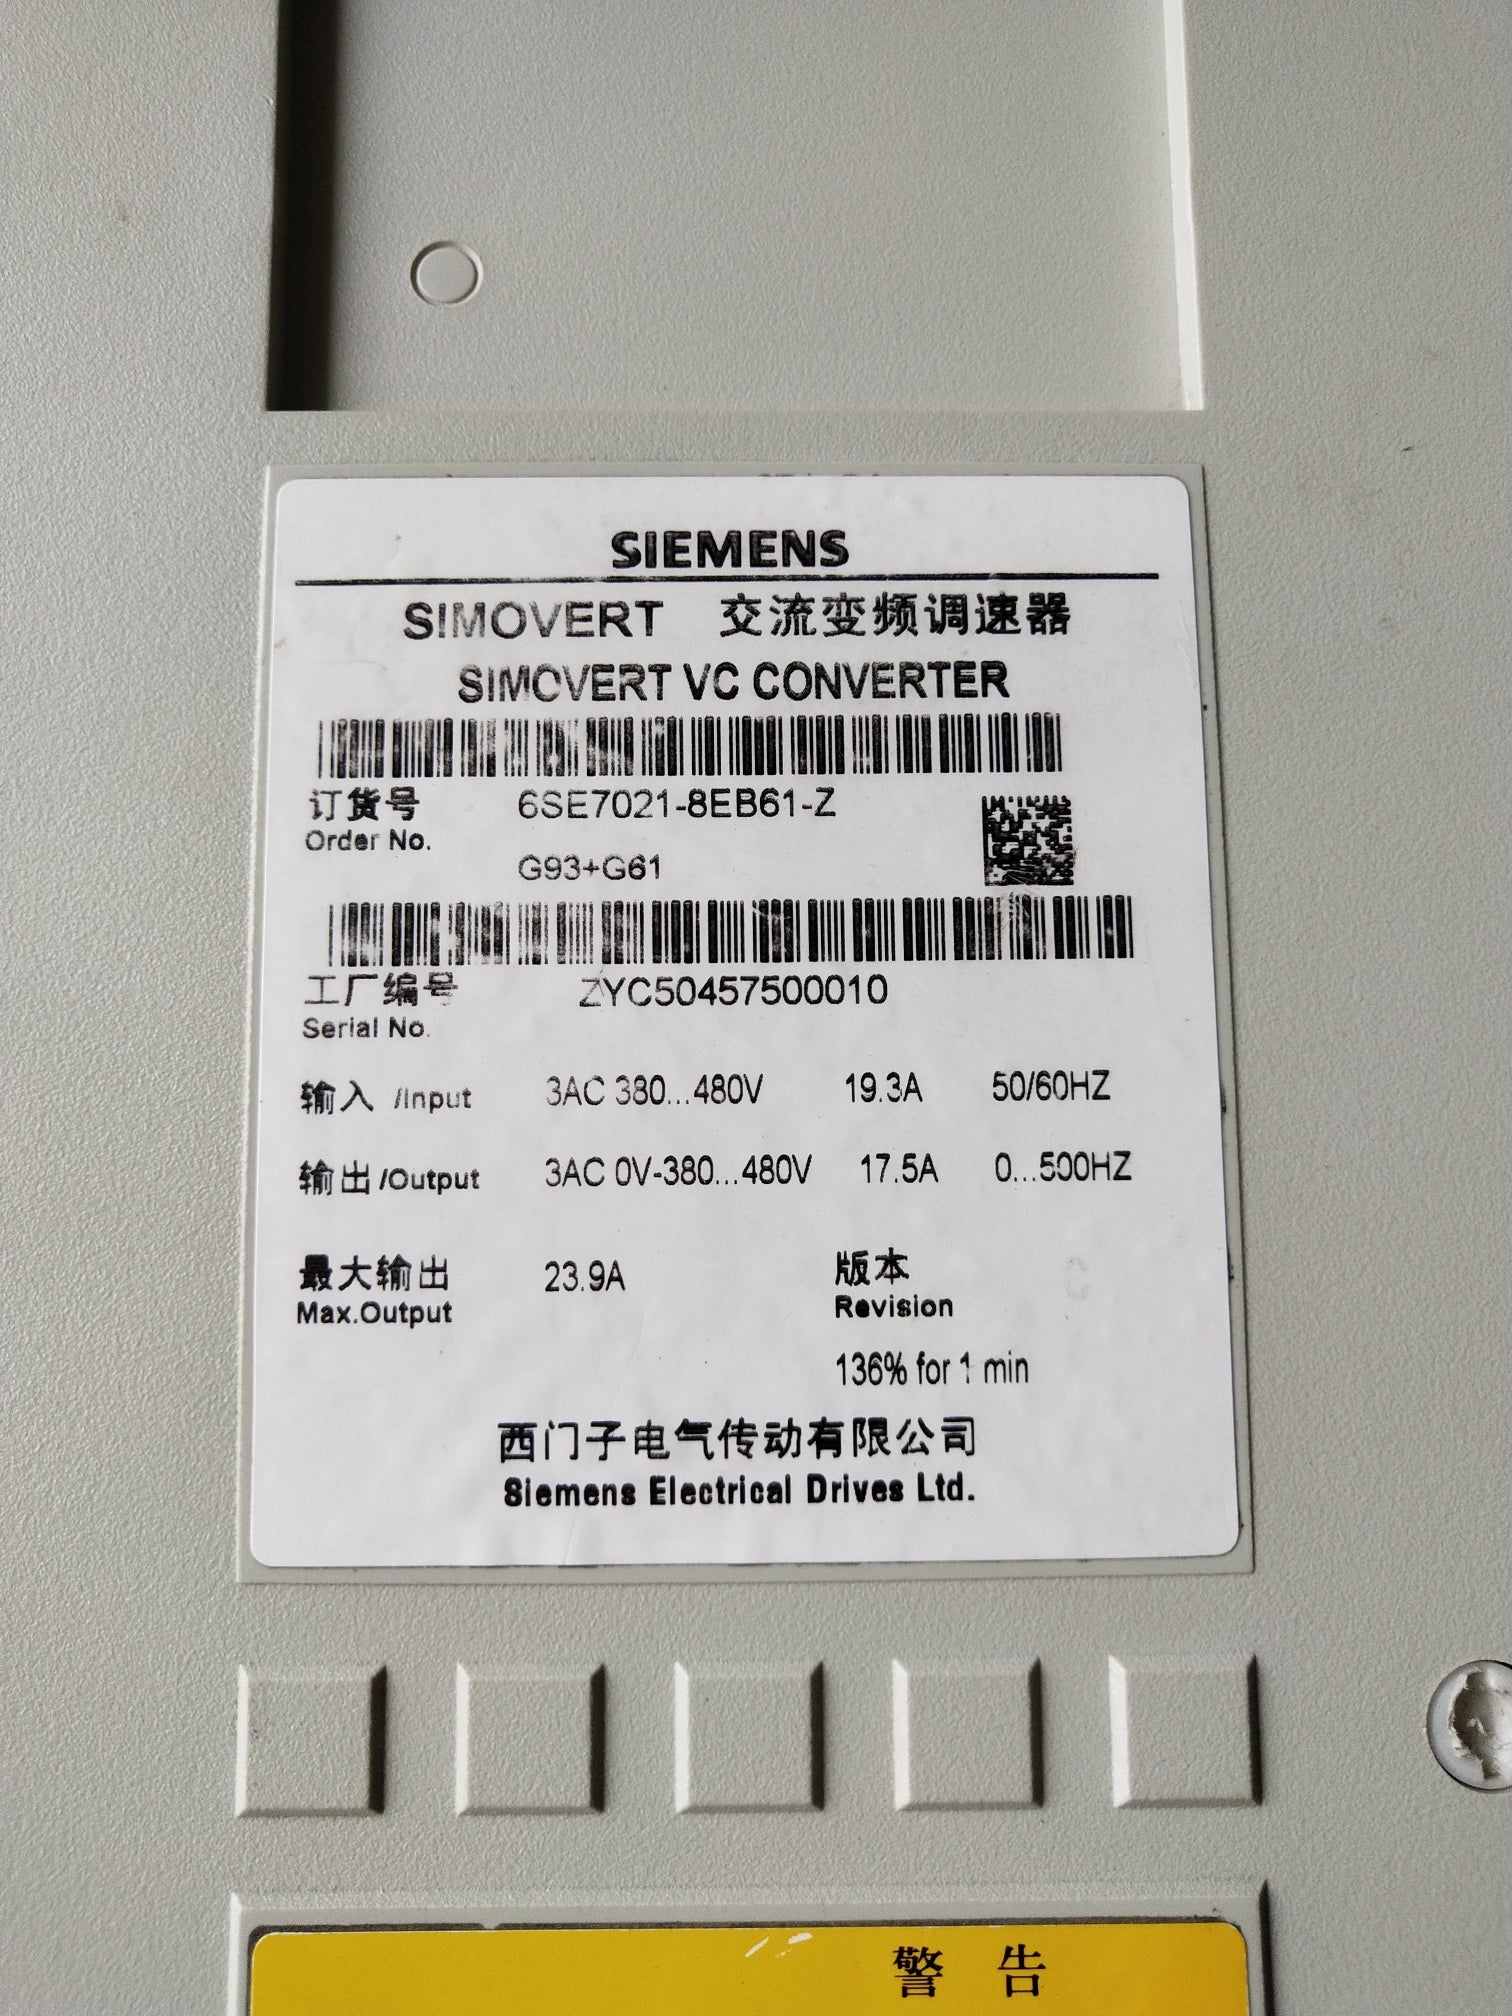 SIEMENS
SIMOVERT 交流变频调速器
SIMOVERT VC CONVERTER
订货号 6SE7021-8EB61-Z
Order No.
G93+G61
工厂编号 ZYC50457500010
Serial No.
输入 /Input 3AC 380...480V 19.3A 50/60HZ
输出 /Output 3AC 0V-380...480V 17.5A 0...500HZ
最大输出 23.9A 版本
Max.Output Revision
136% for 1 min
西门子电气传动有限公司
Siemens Electrical Drives Ltd.
警 告